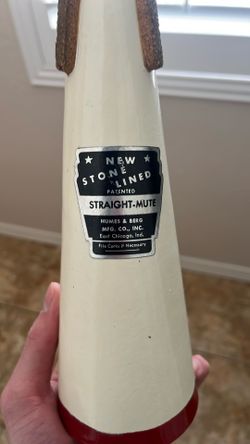 ★ NEW ★
STONE LINED
PATENTED
STRAIGHT-MUTE
HUMES & BERG
MFG. CO., INC.
East Chicago, Ind.
File Corks If Necessary